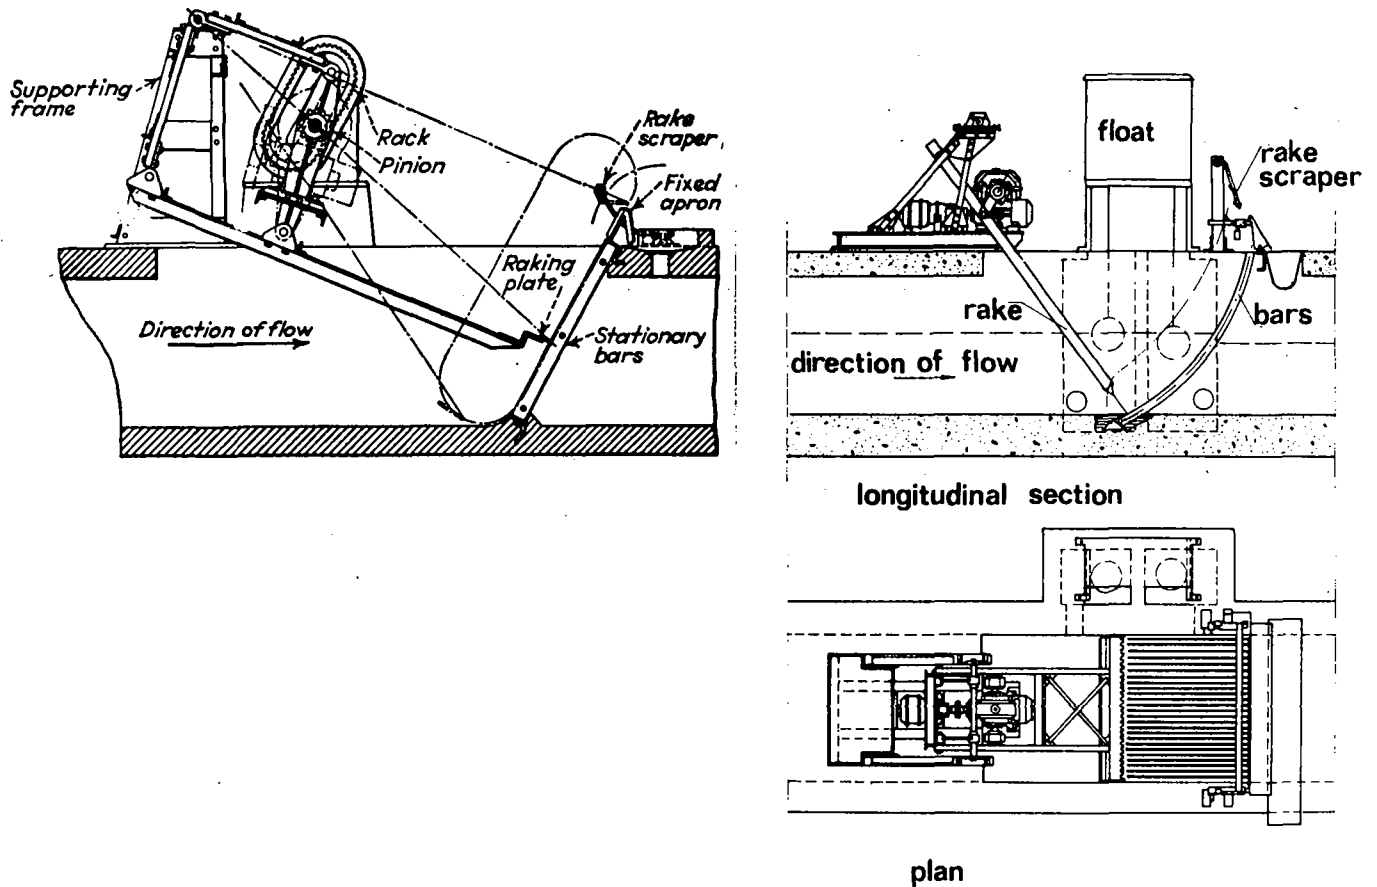 Supporting
frame
Rack
Pinion
Rake
scraper
Fixed
apron
Raking
plate
Direction of flow
Stationary
bars
float
rake
scraper
rake
bars
direction of flow
longitudinal section
plan